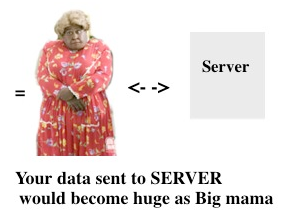 Server
= <- ->
Your data sent to SERVER
would become huge as Big mama